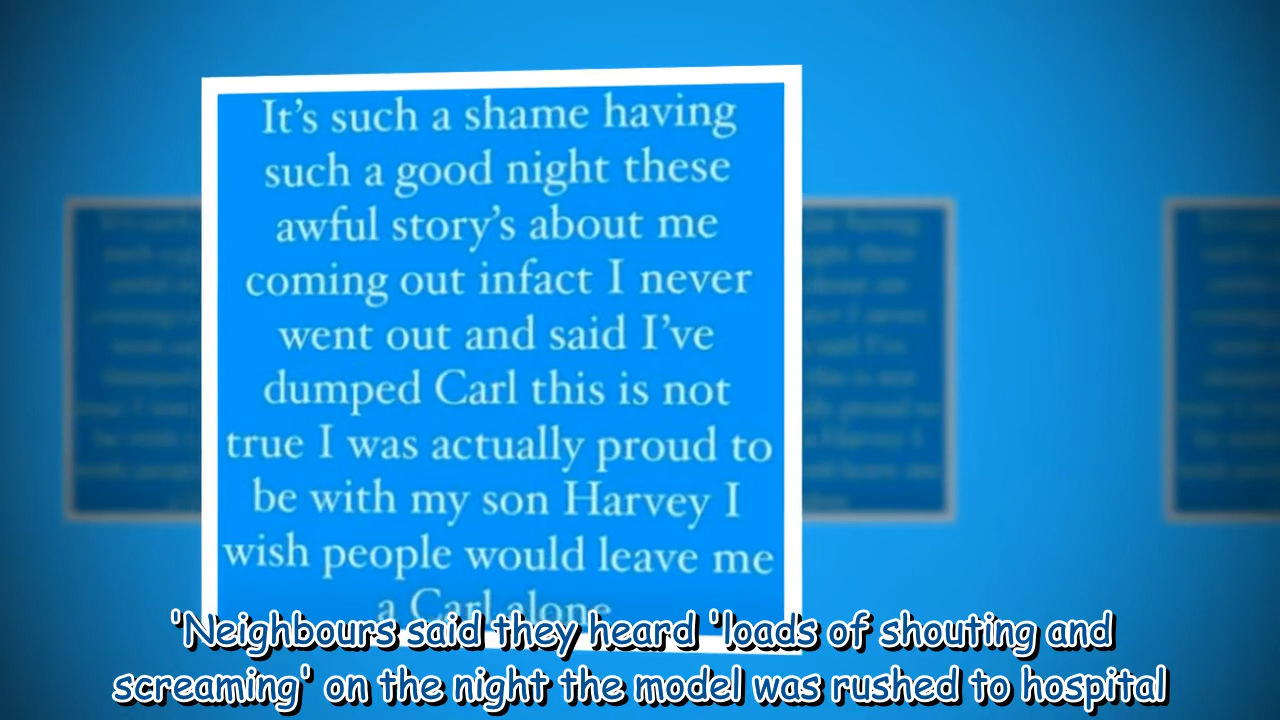 It's such a shame having
such a good night these
awful story's about me
coming out infact I never
went out and said I've
dumped Carl this is not
true I was actually proud to
be with my son Harvey I
wish people would leave me
a Carl alone
'Neighbours said they heard 'loads of shouting and
screaming' on the night the model was rushed to hospital